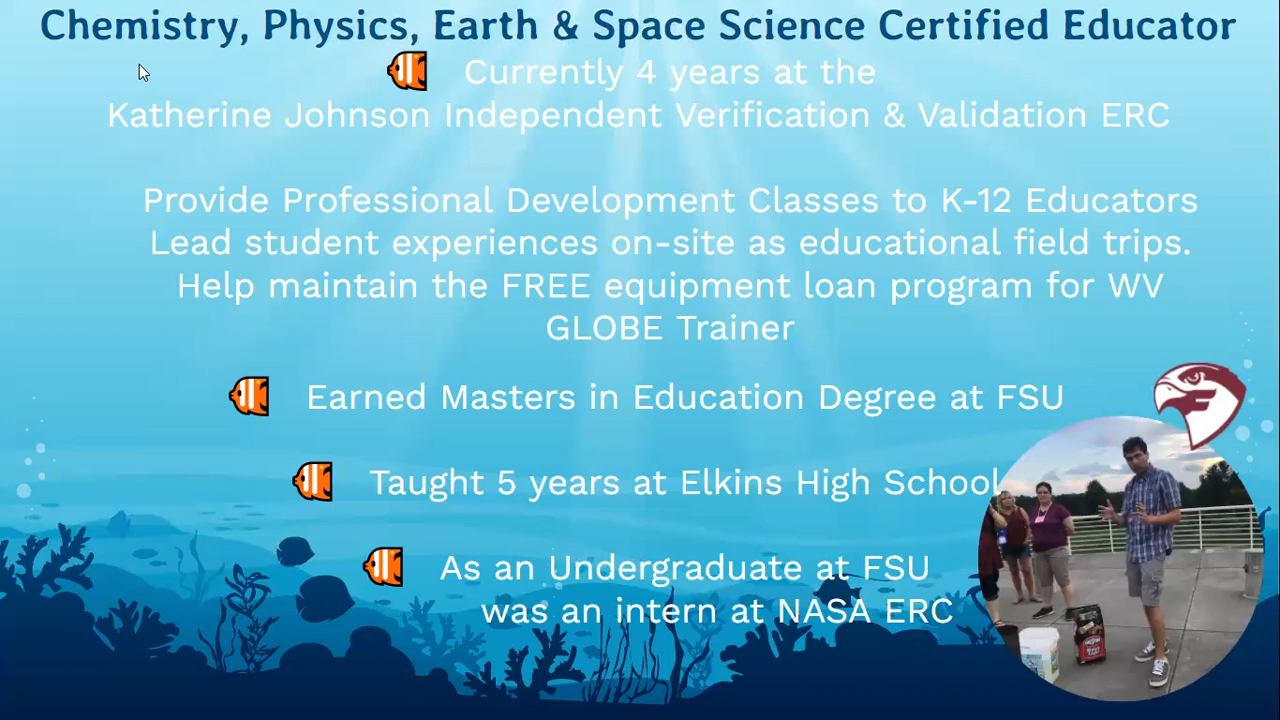 Chemistry, Physics, Earth & Space Science Certified Educator
Currently 4 years at the
Katherine Johnson Independent Verification & Validation ERC
Provide Professional Development Classes to K-12 Educators
Lead student experiences on-site as educational field trips.
Help maintain the FREE equipment loan program for WV
GLOBE Trainer
Earned Masters in Education Degree at FSU
Taught 5 years at Elkins High School
As an Undergraduate at FSU
was an intern at NASA ERC